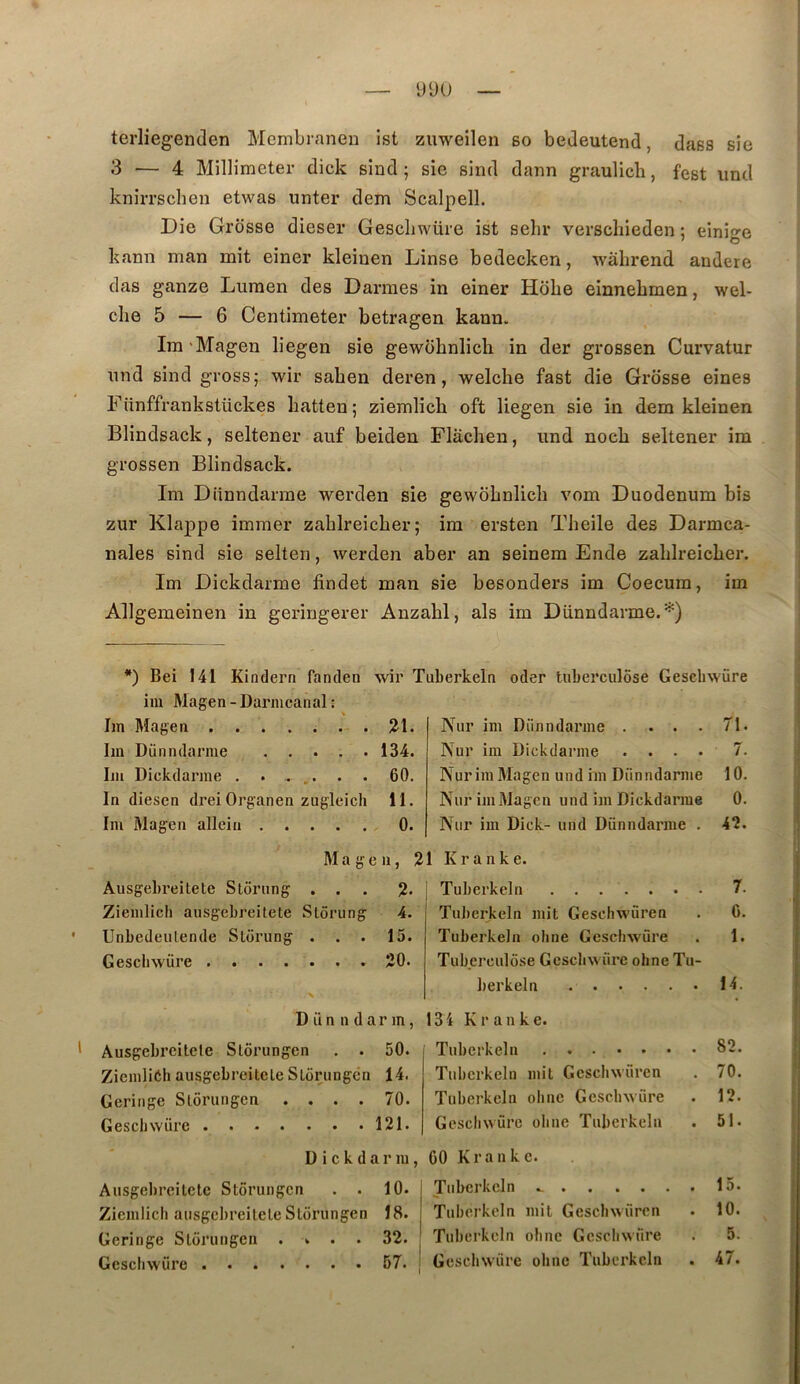 — 990 —
terliegenden Membranen ist zuweilen so bedeutend, dass sie
3 — 4 Millimeter dick sind; sie sind dann graulich, fest und
knirrschen etwas unter dem Scalpell.
Die Grösse dieser Geschwüre ist sehr verschieden; einige
kann man mit einer kleinen Linse bedecken, während andere
das ganze Lumen des Darmes in einer Höhe einnehmen, wel-
che 5 — 6 Centimeter betragen kann.
Im Magen liegen sie gewöhnlich in der grossen Curvatur
und sind gross; wir sahen deren, welche fast die Grösse eines
Fünffrankstückes hatten; ziemlich oft liegen sie in dem kleinen
Blindsack, seltener auf beiden Flächen, und noch seltener im
grossen Blindsack.
Im Dünndarme werden sie gewöhnlich vom Duodenum bis
zur Klappe immer zahlreicher; im ersten Theile des Darmca-
nales sind sie selten, werden aber an seinem Ende zahlreicher.
Im Dickdarme findet man sie besonders im Coecum, im
Allgemeinen in geringerer Anzahl, als im Dünndarme.*)
*) Bei 141 Kindern fanden wir Tuberkeln oder tuberculöse Geschwüre
im Magen-Darmcanal:
Im Magen . . . . . . . 21.
Im Dünndarme . . . . . 134.
Im Dickdarme . . . . . . 60.
In diesen drei Organen zugleich 11.
Im Magen allein . . . . . 0.
Nur im Dünndarme . . . . 71.
Nur im Dickdarme . . . . 7.
Nur im Magen und im Dünndarme 10.
Nur im Magen und im Dickdarme 0.
Nur im Dick- und Dünndarme . 42.
Magen, 21 Kranke.
Ausgebreitete Störung . . . 2.
Ziemlich ausgebreitete Störung 4.
Unbedeutende Störung . . . 15.
Geschwüre . . . . . . . 20.
Tuberkeln . . . . . . . 7.
Tuberkeln mit Geschwüren . 6.
Tuberkeln ohne Geschwüre . 1.
Tuberculöse Geschwüre ohne Tu-
berkeln . . . . . . 14.
Dünndarm, 134 Kranke.
Ausgebreitete Störungen . . 50.
Ziemlich ausgebreitete Störungen 14.
Geringe Störungen . . . . 70.
Geschwüre . . . . . . . 121.
Tuberkeln . . . . . . . 82.
Tuberkeln mit Geschwüren . 70.
Tuberkeln ohne Geschwüre . 12.
Geschwüre ohne Tuberkeln . 51.
Dickdarm, 60 Kranke.
Ausgebreitete Störungen . . 10.
Ziemlich ausgebreitete Störungen 18.
Geringe Störungen . . . . 32.
Geschwüre . . . . . . . 57.
Tuberkeln . . . . . . . 15.
Tuberkeln mit Geschwüren . 10.
Tuberkeln ohne Geschwüre . 5.
Geschwüre ohne Tuberkeln . 47.